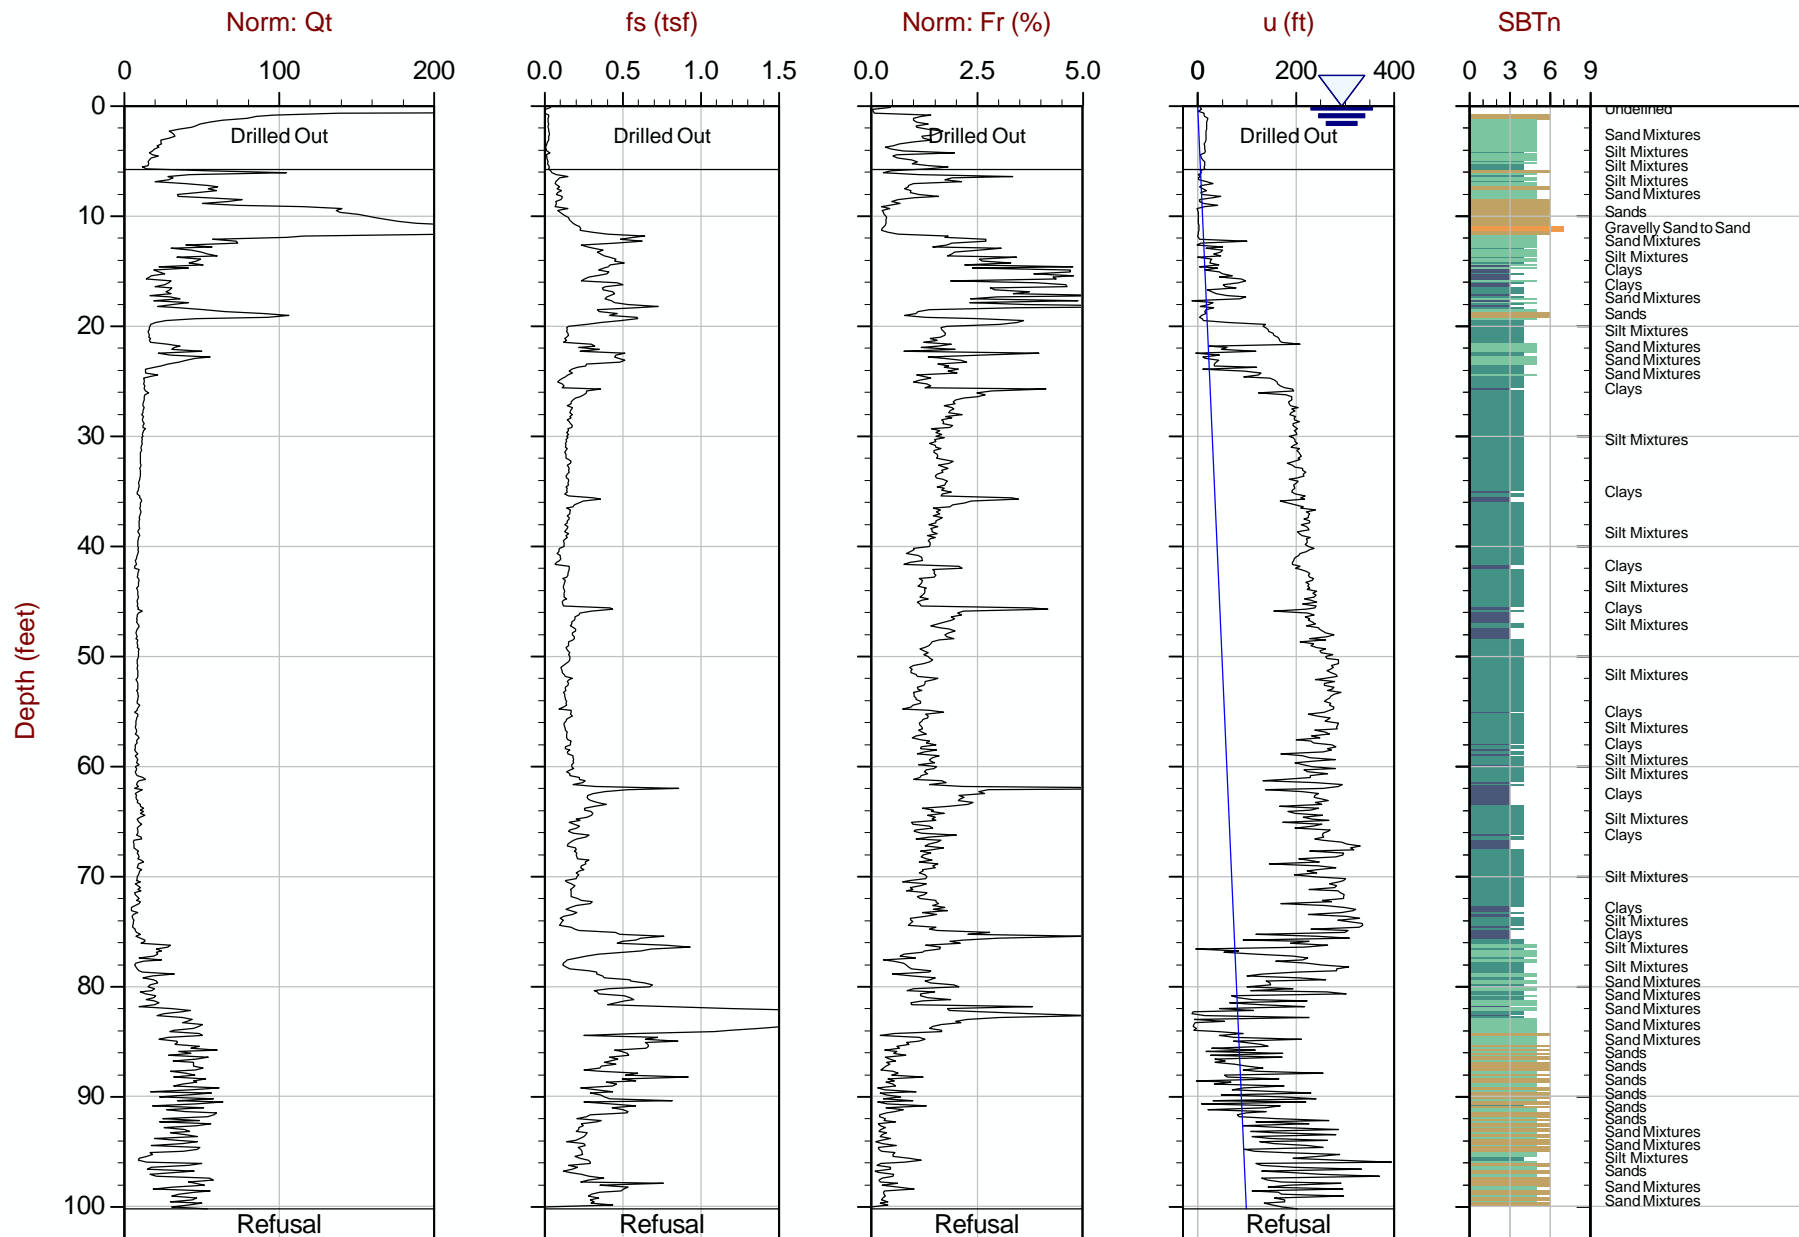 Norm: Qt fs (tsf) Norm: Fr (%) u (ft) SBTn
0 100 200 0.0 0.5 1.0 1.5 0.0 2.5 5.0 0 200 400 0 3 6 9
0
Undefined
Drilled Out Drilled Out Drilled Out Drilled Out
Sand Mixtures
Silt Mixtures
Silt Mixtures
Silt Mixtures
Sand Mixtures
Sands
10
Gravelly Sand to Sand
Sand Mixtures
Silt Mixtures
Clays
Clays
Sand Mixtures
Sands
20
Silt Mixtures
Sand Mixtures
Sand Mixtures
Sand Mixtures
Clays
30
Silt Mixtures
Clays
Silt Mixtures
40
Clays
Silt Mixtures
Clays
Silt Mixtures
50
Silt Mixtures
Depth (feet)
Clays
Silt Mixtures
Clays
Silt Mixtures
60
Silt Mixtures
Clays
Silt Mixtures
Clays
70
Silt Mixtures
Clays
Silt Mixtures
Clays
Silt Mixtures
Silt Mixtures
80
Sand Mixtures
Sand Mixtures
Sand Mixtures
Sand Mixtures
Sand Mixtures
Sands
Sands
Sands
90
Sands
Sands
Sands
Sand Mixtures
Sand Mixtures
Silt Mixtures
Sands
Sand Mixtures
100
Sand Mixtures
Refusal Refusal Refusal Refusal